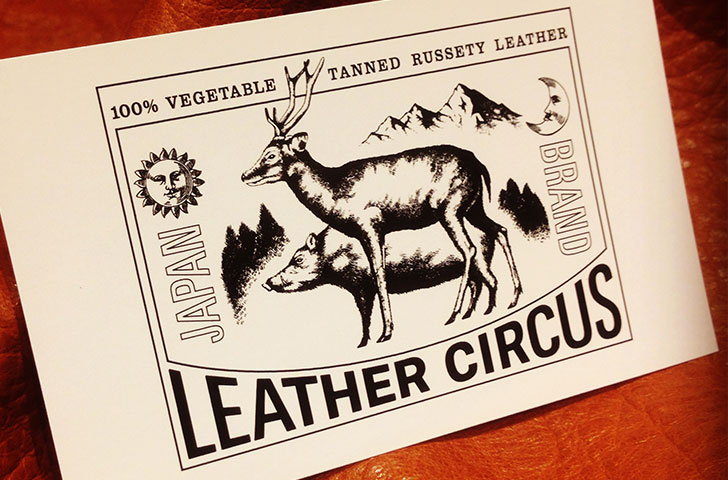 100% VEGETABLE TANNED RUSSETY LEATHER
JAPAN
BRAND
LEATHER CIRCUS